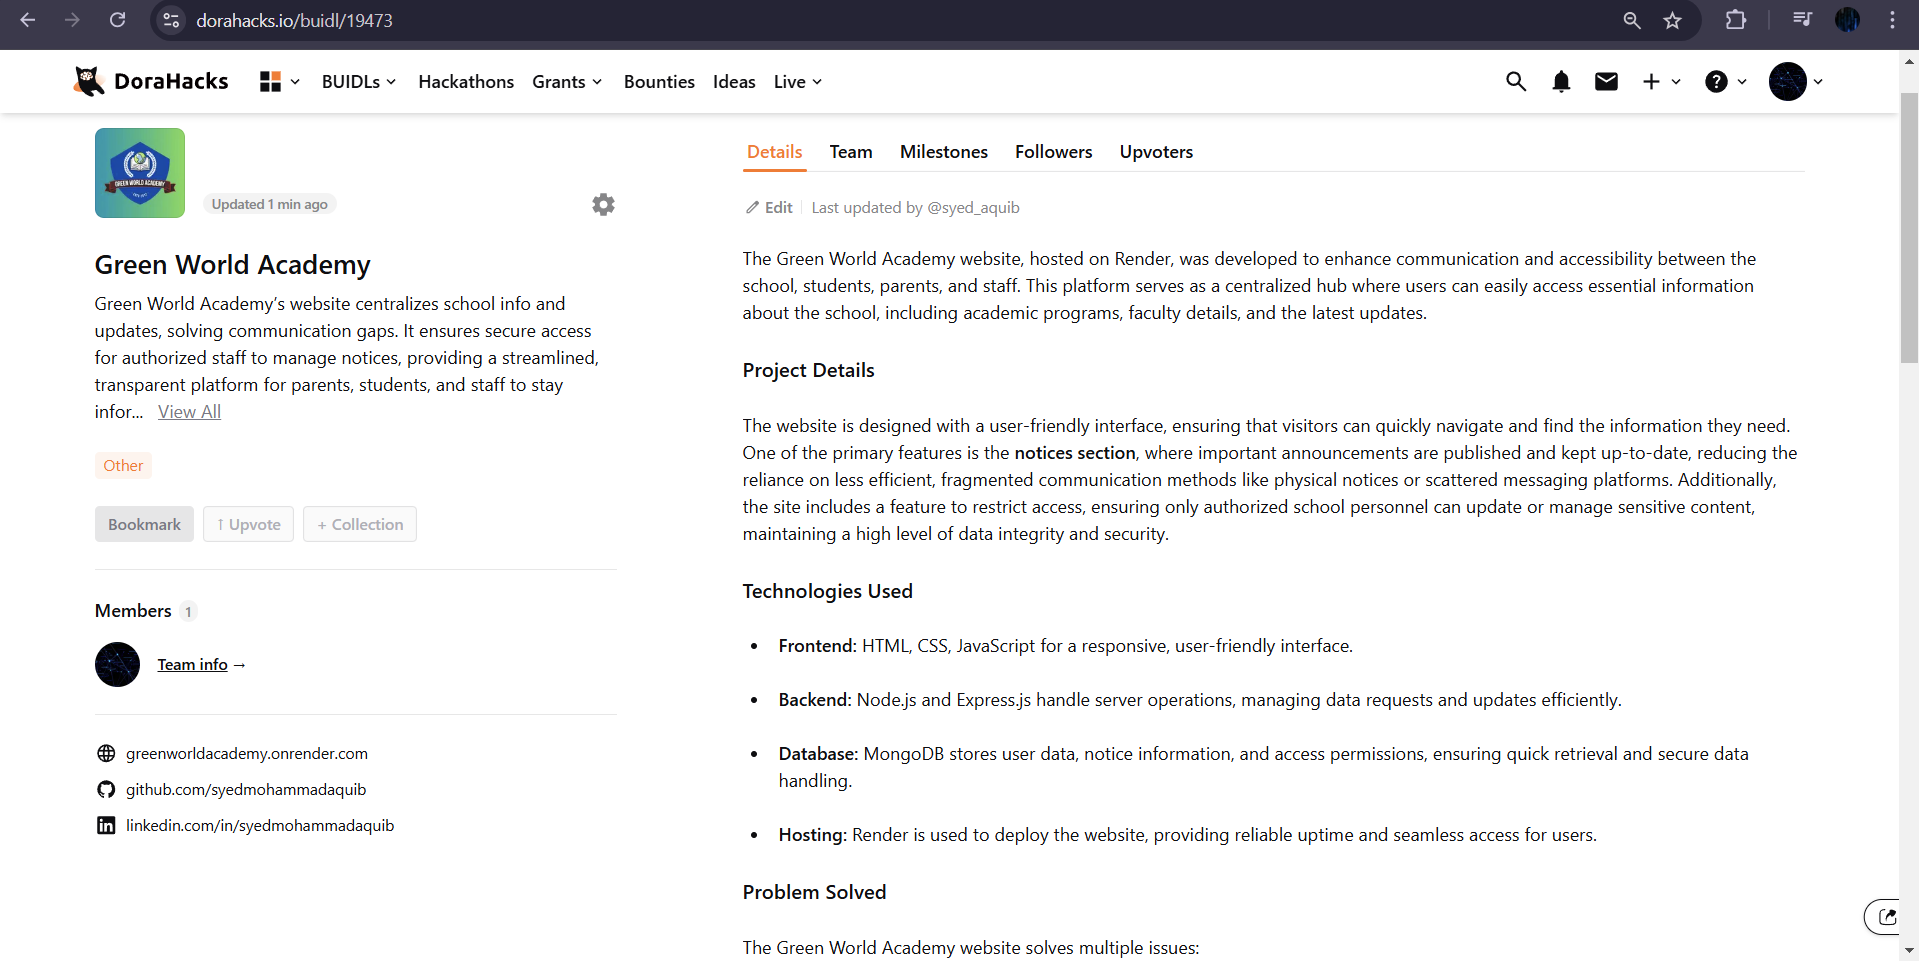 dorahacks.io/buidl/19473
DoraHacks
BUIDLs
Hackathons
Grants
Bounties
Ideas
Live
GREEN WORLD ACADEMY
Updated 1 min ago
Green World Academy
Green World Academy’s website centralizes school info and
updates, solving communication gaps. It ensures secure access
for authorized staff to manage notices, providing a streamlined,
transparent platform for parents, students, and staff to stay
infor... View All
Other
Bookmark
↑ Upvote
+ Collection
Members 1
Team info →
greenworldacademy.onrender.com
github.com/syedmohammadaquib
linkedin.com/in/syedmohammadaquib
Details
Team
Milestones
Followers
Upvoters
Edit
Last updated by @syed_aquib
The Green World Academy website, hosted on Render, was developed to enhance communication and accessibility between the
school, students, parents, and staff. This platform serves as a centralized hub where users can easily access essential information
about the school, including academic programs, faculty details, and the latest updates.
Project Details
The website is designed with a user-friendly interface, ensuring that visitors can quickly navigate and find the information they need.
One of the primary features is the notices section, where important announcements are published and kept up-to-date, reducing the
reliance on less efficient, fragmented communication methods like physical notices or scattered messaging platforms. Additionally,
the site includes a feature to restrict access, ensuring only authorized school personnel can update or manage sensitive content,
maintaining a high level of data integrity and security.
Technologies Used
• Frontend: HTML, CSS, JavaScript for a responsive, user-friendly interface.
• Backend: Node.js and Express.js handle server operations, managing data requests and updates efficiently.
• Database: MongoDB stores user data, notice information, and access permissions, ensuring quick retrieval and secure data
handling.
• Hosting: Render is used to deploy the website, providing reliable uptime and seamless access for users.
Problem Solved
The Green World Academy website solves multiple issues: